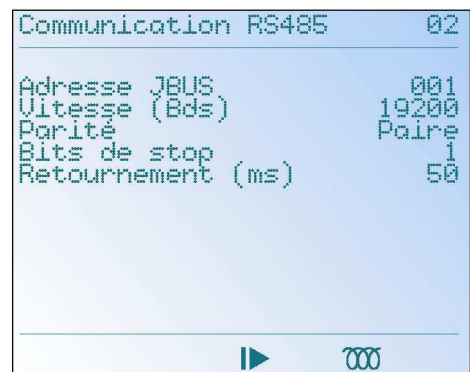 Communication RS485 02
Adresse JBUS 001
Vitesse (Bds) 19200
Parité Paire
Bits de stop 1
Retournement (ms) 50